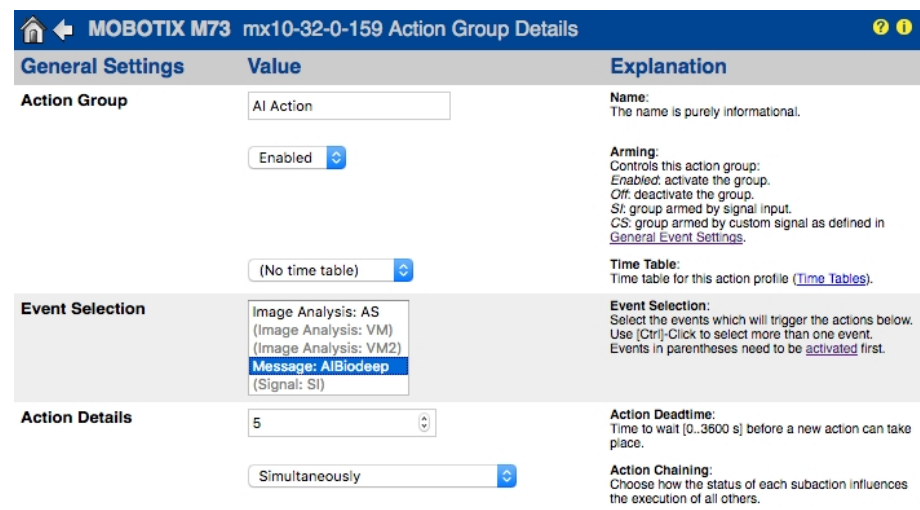 MOBOTIX M73 mx10-32-0-159 Action Group Details
? i
General Settings Value Explanation
Action Group
AI Action
Name:
The name is purely informational.
Enabled
Arming:
Controls this action group:
Enabled: activate the group.
Off: deactivate the group.
SI: group armed by signal input.
CS: group armed by custom signal as defined in
General Event Settings.
(No time table)
Time Table:
Time table for this action profile (Time Tables).
Event Selection
Image Analysis: AS
(Image Analysis: VM)
(Image Analysis: VM2)
Message: AIBiodeep
(Signal: SI)
Event Selection:
Select the events which will trigger the actions below.
Use [Ctrl]-Click to select more than one event.
Events in parentheses need to be activated first.
Action Details
5
Action Deadtime:
Time to wait [0..3600 s] before a new action can take
place.
Simultaneously
Action Chaining:
Choose how the status of each subaction influences
the execution of all others.